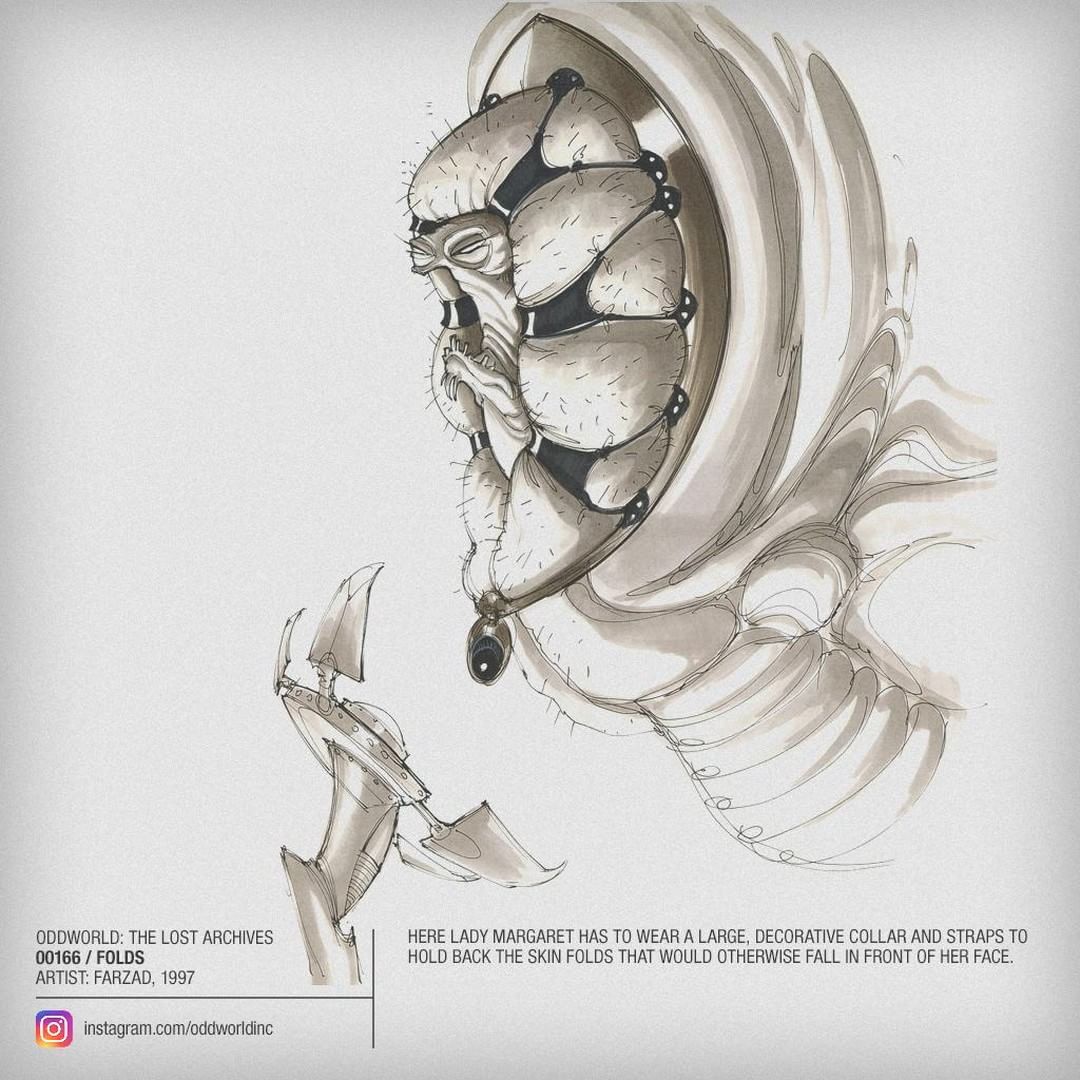 ODDWORLD: THE LOST ARCHIVES
00166 / FOLDS
ARTIST: FARZAD, 1997
instagram.com/oddworldinc
HERE LADY MARGARET HAS TO WEAR A LARGE, DECORATIVE COLLAR AND STRAPS TO
HOLD BACK THE SKIN FOLDS THAT WOULD OTHERWISE FALL IN FRONT OF HER FACE.